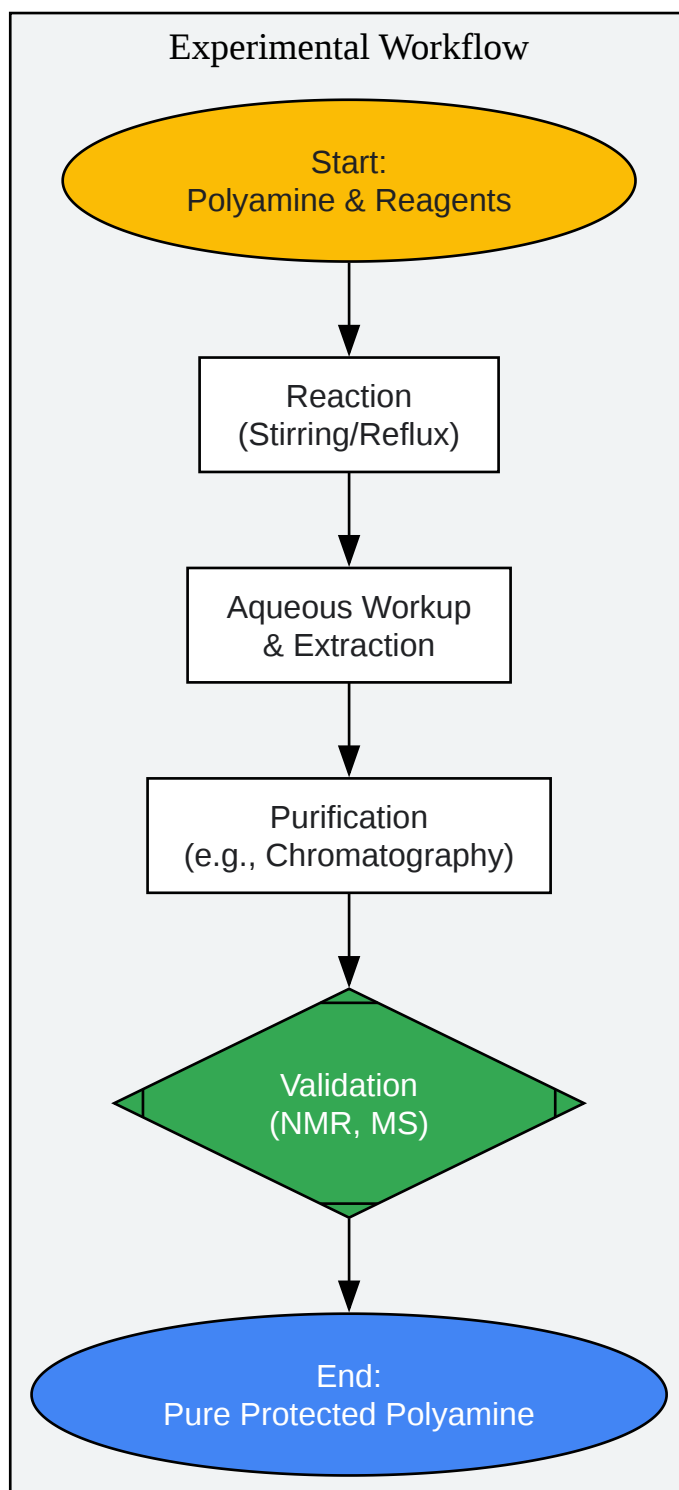 Experimental Workflow
Start:
Polyamine & Reagents
Reaction
(Stirring/Reflux)
Aqueous Workup
& Extraction
Purification
(e.g., Chromatography)
Validation
(NMR, MS)
End:
Pure Protected Polyamine